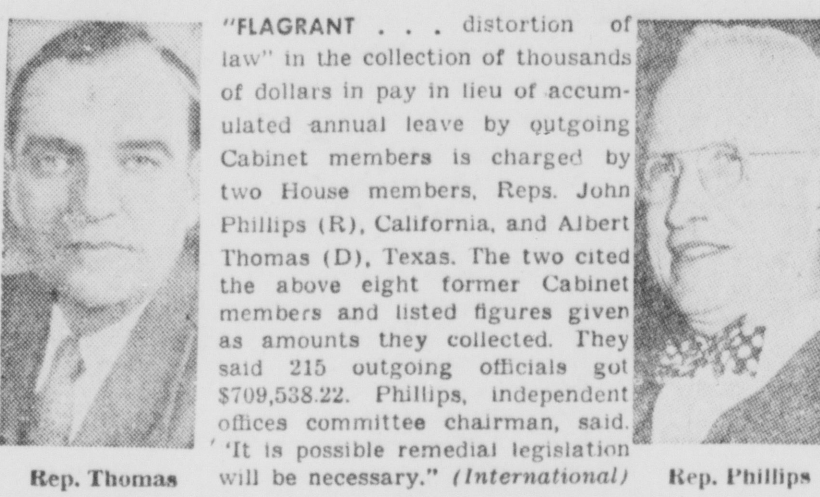 "FLAGRANT . . . distortion of
law" in the collection of thousands
of dollars in pay in lieu of accum-
ulated annual leave by outgoing
Cabinet members is charged by
two House members, Reps. John
Phillips (R), California, and Albert
Thomas (D), Texas. The two cited
the above eight former Cabinet
members and listed figures given
as amounts they collected. They
said 215 outgoing officials got
$709,538.22. Phillips, independent
offices committee chairman, said.
"It is possible remedial legislation
will be necessary." (International)
Rep. Thomas
Rep. Phillips